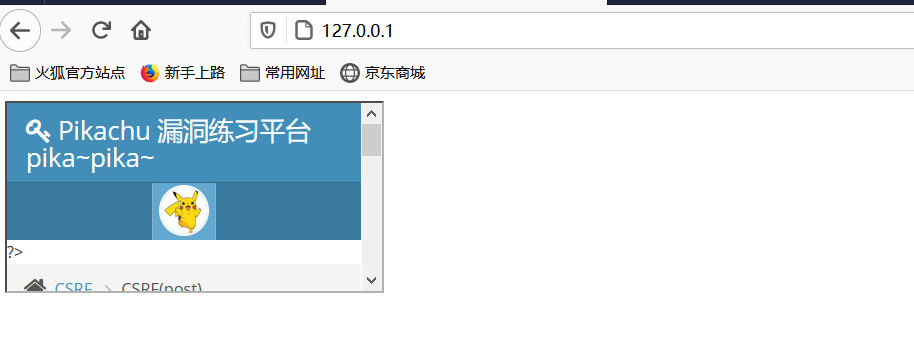 127.0.0.1
火狐官方站点 新手上路 常用网址 京东商城
Pikachu 漏洞练习平台
pika~pika~
?>
CSRF > CSRF(post)